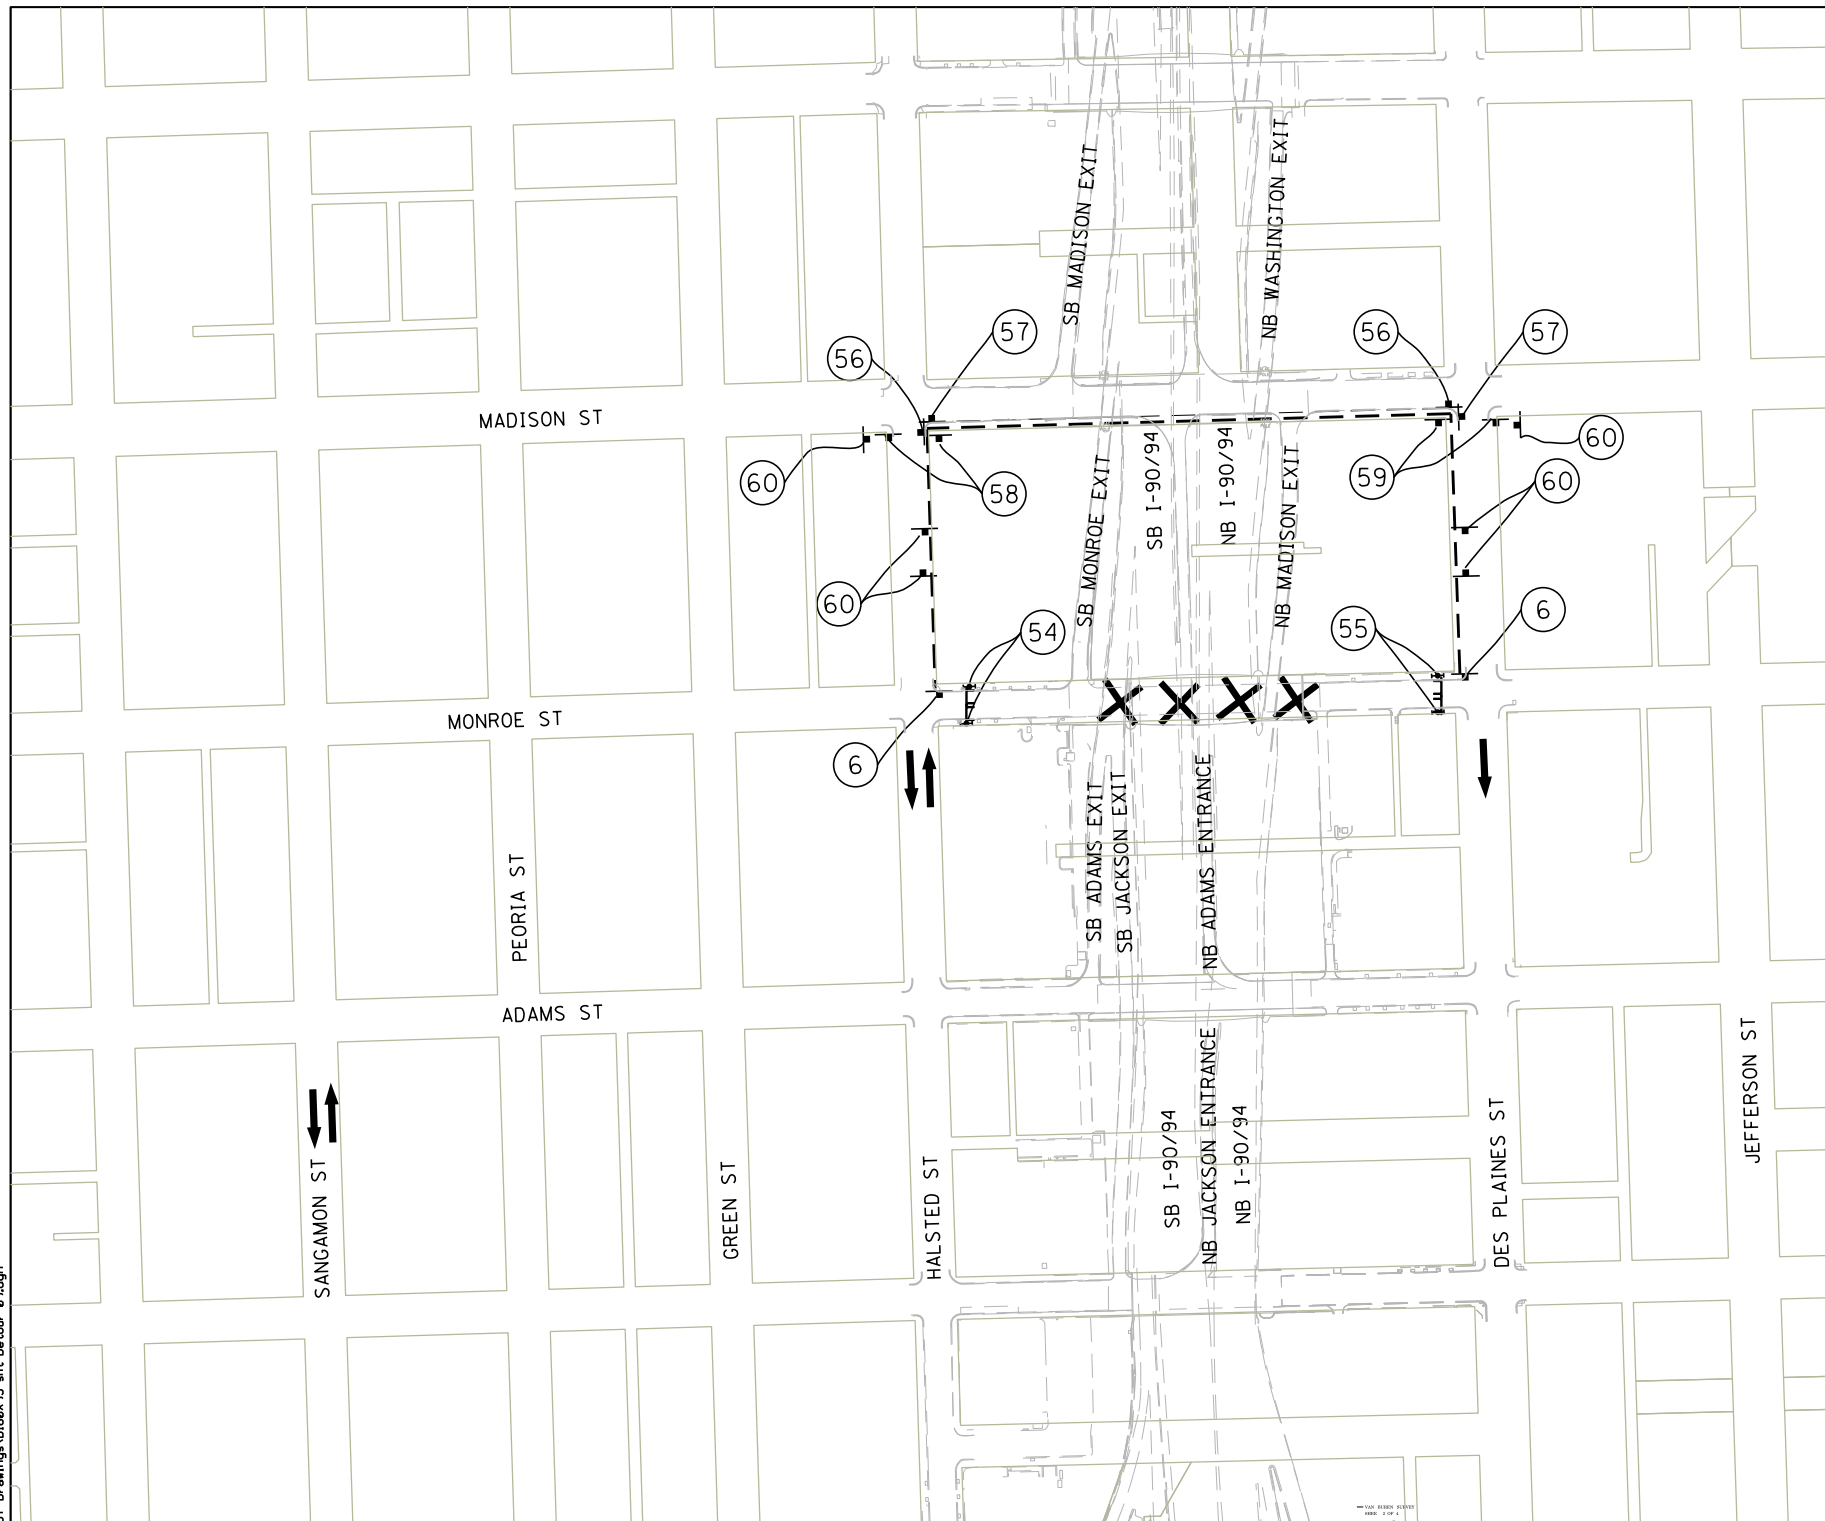 SB MADISON EXIT
NB WASHINGTON EXIT
57
56
56
57
MADISON ST
60
58
59
60
60
SB MONROE EXIT
SB I-90/94
NB I-90/94
NB MADISON EXIT
60
54
55
6
MONROE ST
6
PEORIA ST
SB ADAMS EXIT
SB JACKSON EXIT
NB ADAMS ENTRANCE
ADAMS ST
SANGAMON ST
GREEN ST
HALSTED ST
SB I-90/94
NB JACKSON ENTRANCE
NB I-90/94
DES PLAINES ST
JEFFERSON ST
VAN BUREN SURVEY